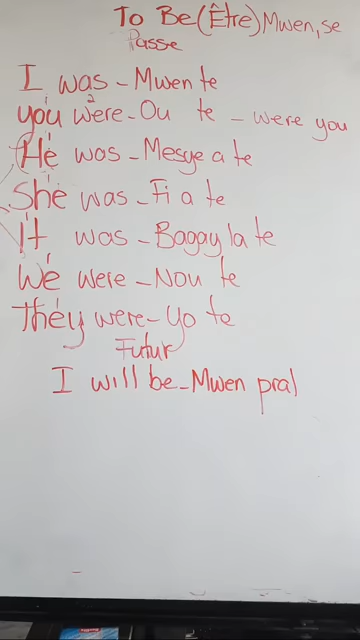 To Be (Être) Mwen, se
Passe
I was - Mwen te
you were - Ou te - were you
He was - Mesye a te
She was - Fi a te
It was - Bagay la te
We were - Nou te
They were - Yo te
Futur
I will be - Mwen pral